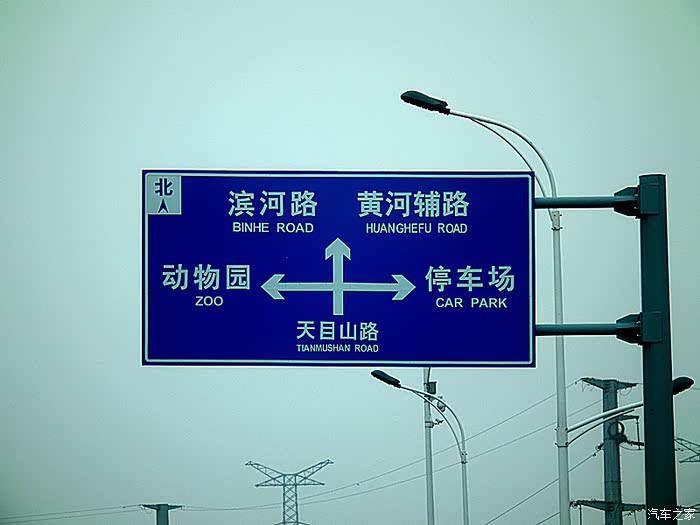 北
滨河路 黄河辅路
BINHE ROAD HUANGHEFU ROAD
动物园 停车场
ZOO CAR PARK
天目山路
TIANMUSHAN ROAD
汽车之家